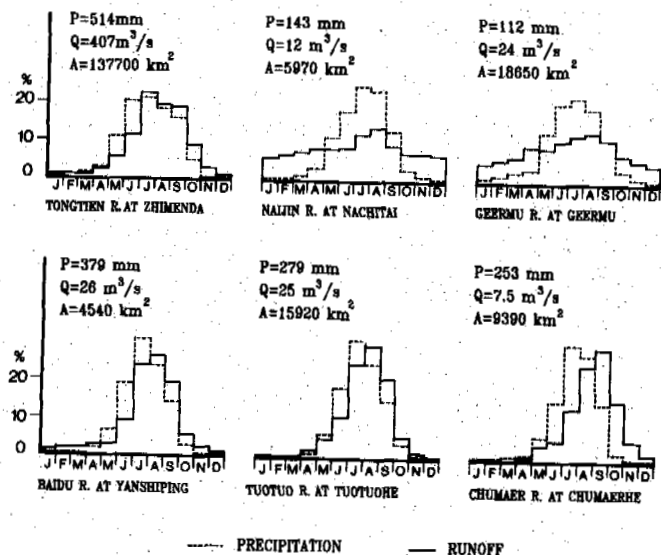 P=514mm
Q=407m³/s
A=137700 km²
%
20
10
0
J F M A M J J A S O N D
TONGTIEN R. AT ZHIMENDA
P=143 mm
Q=12 m³/s
A=5970 km²
J F M A M J J A S O N D
NAIJIN R. AT NACHITAI
P=112 mm
Q=24 m³/s
A=18650 km²
J F M A M J J A S O N D
GEERMU R. AT GEERMU
P=379 mm
Q=26 m³/s
A=4540 km²
%
20
10
0
J F M A M J J A S O N D
BAIDU R. AT YANSHIPING
P=279 mm
Q=25 m³/s
A=15920 km²
J F M A M J J A S O N D
TUOTUO R. AT TUOTUOHE
P=253 mm
Q=7.5 m³/s
A=9390 km²
J F M A M J J A S O N D
CHUMAER R. AT CHUMAERHE
PRECIPITATION
RUNOFF